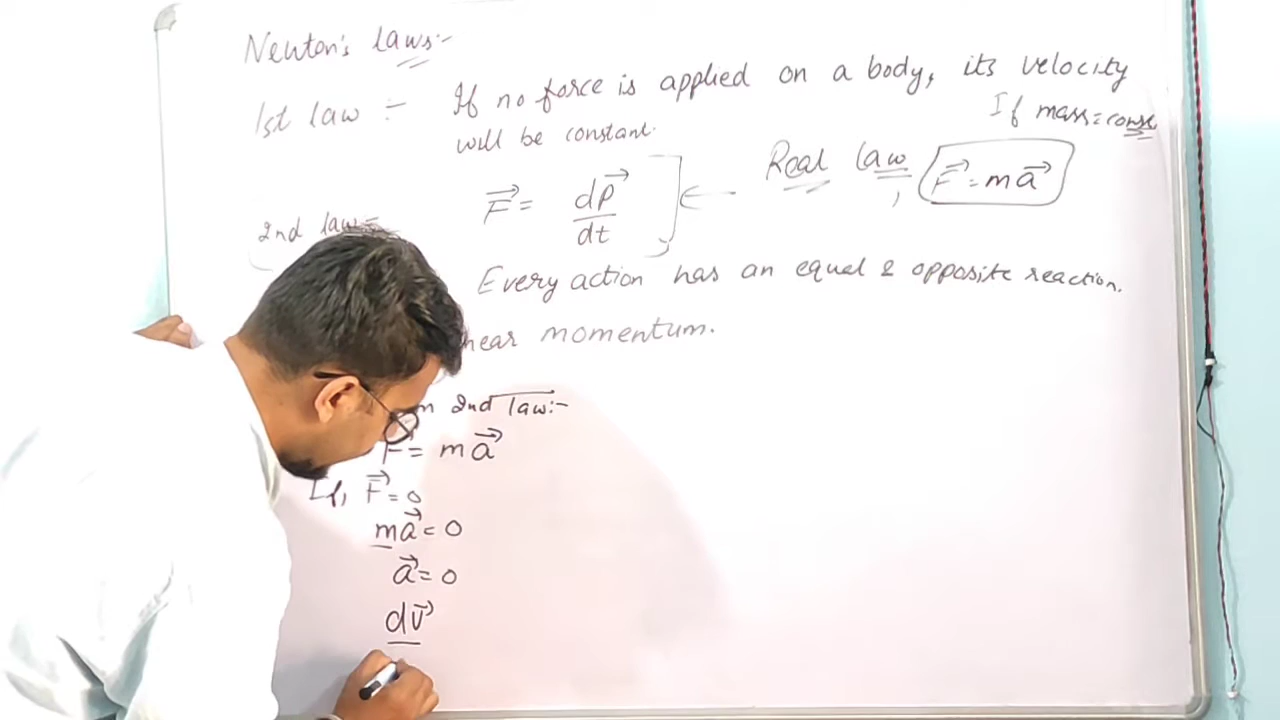 Newton's laws:-
1st law :- If no force is applied on a body, its velocity
will be constant.
If mass = const
2nd law:- F⃗ = dp⃗/dt ← Real law, F⃗ = ma⃗
Every action has an equal & opposite reaction.
near momentum.
2nd law:-
F⃗ = ma⃗
If, F⃗ = 0
ma⃗ = 0
a⃗ = 0
dv⃗